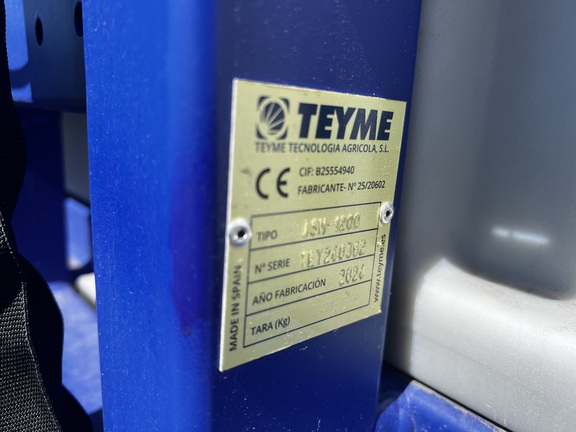 TEYME
TEYME TECNOLOGIA AGRICOLA, S.L.
CIF: B25554940
CE FABRICANTE- Nº 25/20602
TIPO
Nº SERIE
AÑO FABRICACIÓN
TARA (Kg)
MADE IN SPAIN
www.teyme.es